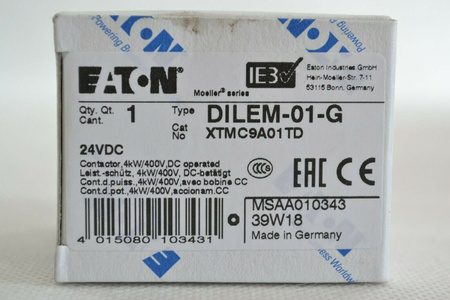 EATON
Moeller® series
IE3
Eaton Industries GmbH
Hein-Moeller-Str. 7-11
53115 Bonn, Germany
Qty. Qt.
Cant.
1
Type
DILEM-01-G
Cat
No
XTMC9A01TD
24VDC
Contactor,4kW/400V,DC operated
Leist.-schütz, 4kW/400V, DC-betätigt
Cont.d.puiss.,4kW/400V,avec bobine CC
Cont.d.pot.,4kW/400V,accionam.CC
CCC
EAC CE
4 015080 103431
MSAA010343
39W18
Made in Germany